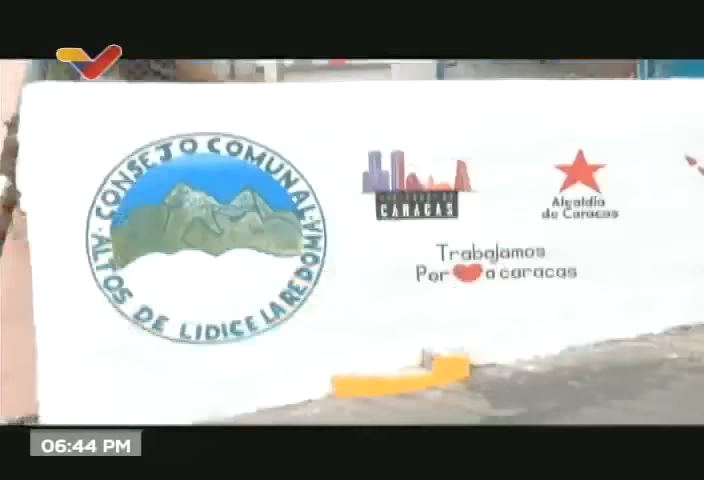 CONSEJO COMUNAL
ALTOS DE LIDICE LA REDOMA
CARACAS
Alcaldía
de Caracas
Trabajamos
Por a caracas
06:44 PM